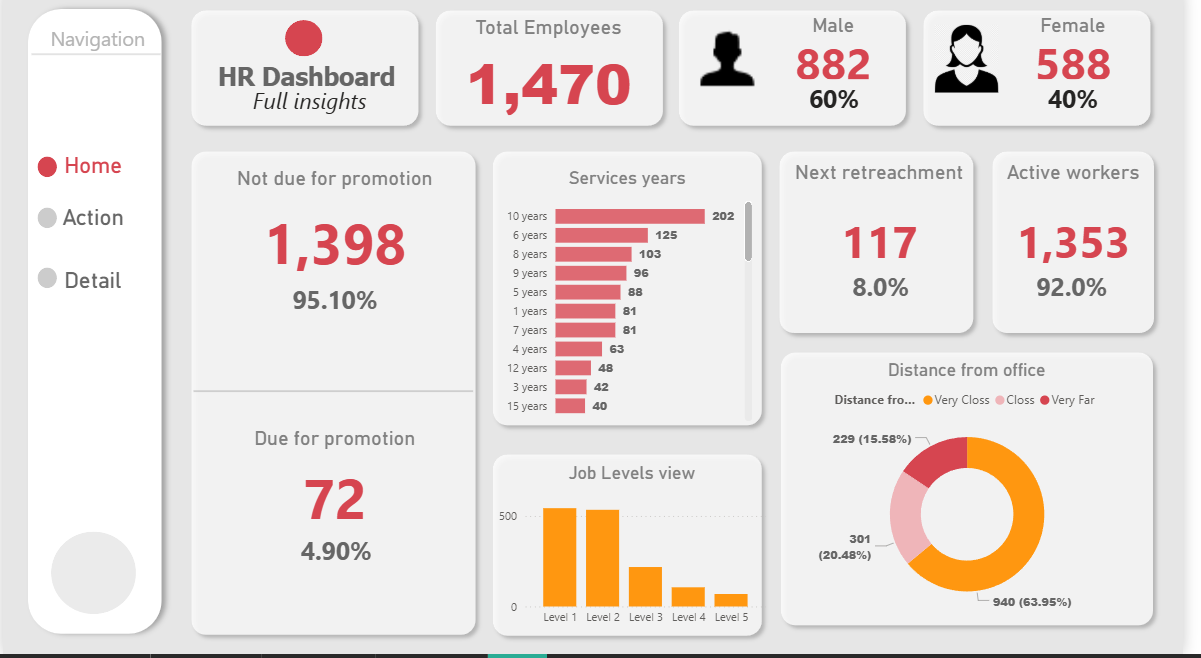 Navigation
Home
Action
Detail
HR Dashboard
Full insights
Total Employees
1,470
Male
882
60%
Female
588
40%
Not due for promotion
1,398
95.10%
Due for promotion
72
4.90%
Services years
10 years 202
6 years 125
8 years 103
9 years 96
5 years 88
1 years 81
7 years 81
4 years 63
12 years 48
3 years 42
15 years 40
Job Levels view
500
0
Level 1 Level 2 Level 3 Level 4 Level 5
Next retreachment
117
8.0%
Active workers
1,353
92.0%
Distance from office
Distance fro... Very Closs Closs Very Far
229 (15.58%)
301
(20.48%)
940 (63.95%)